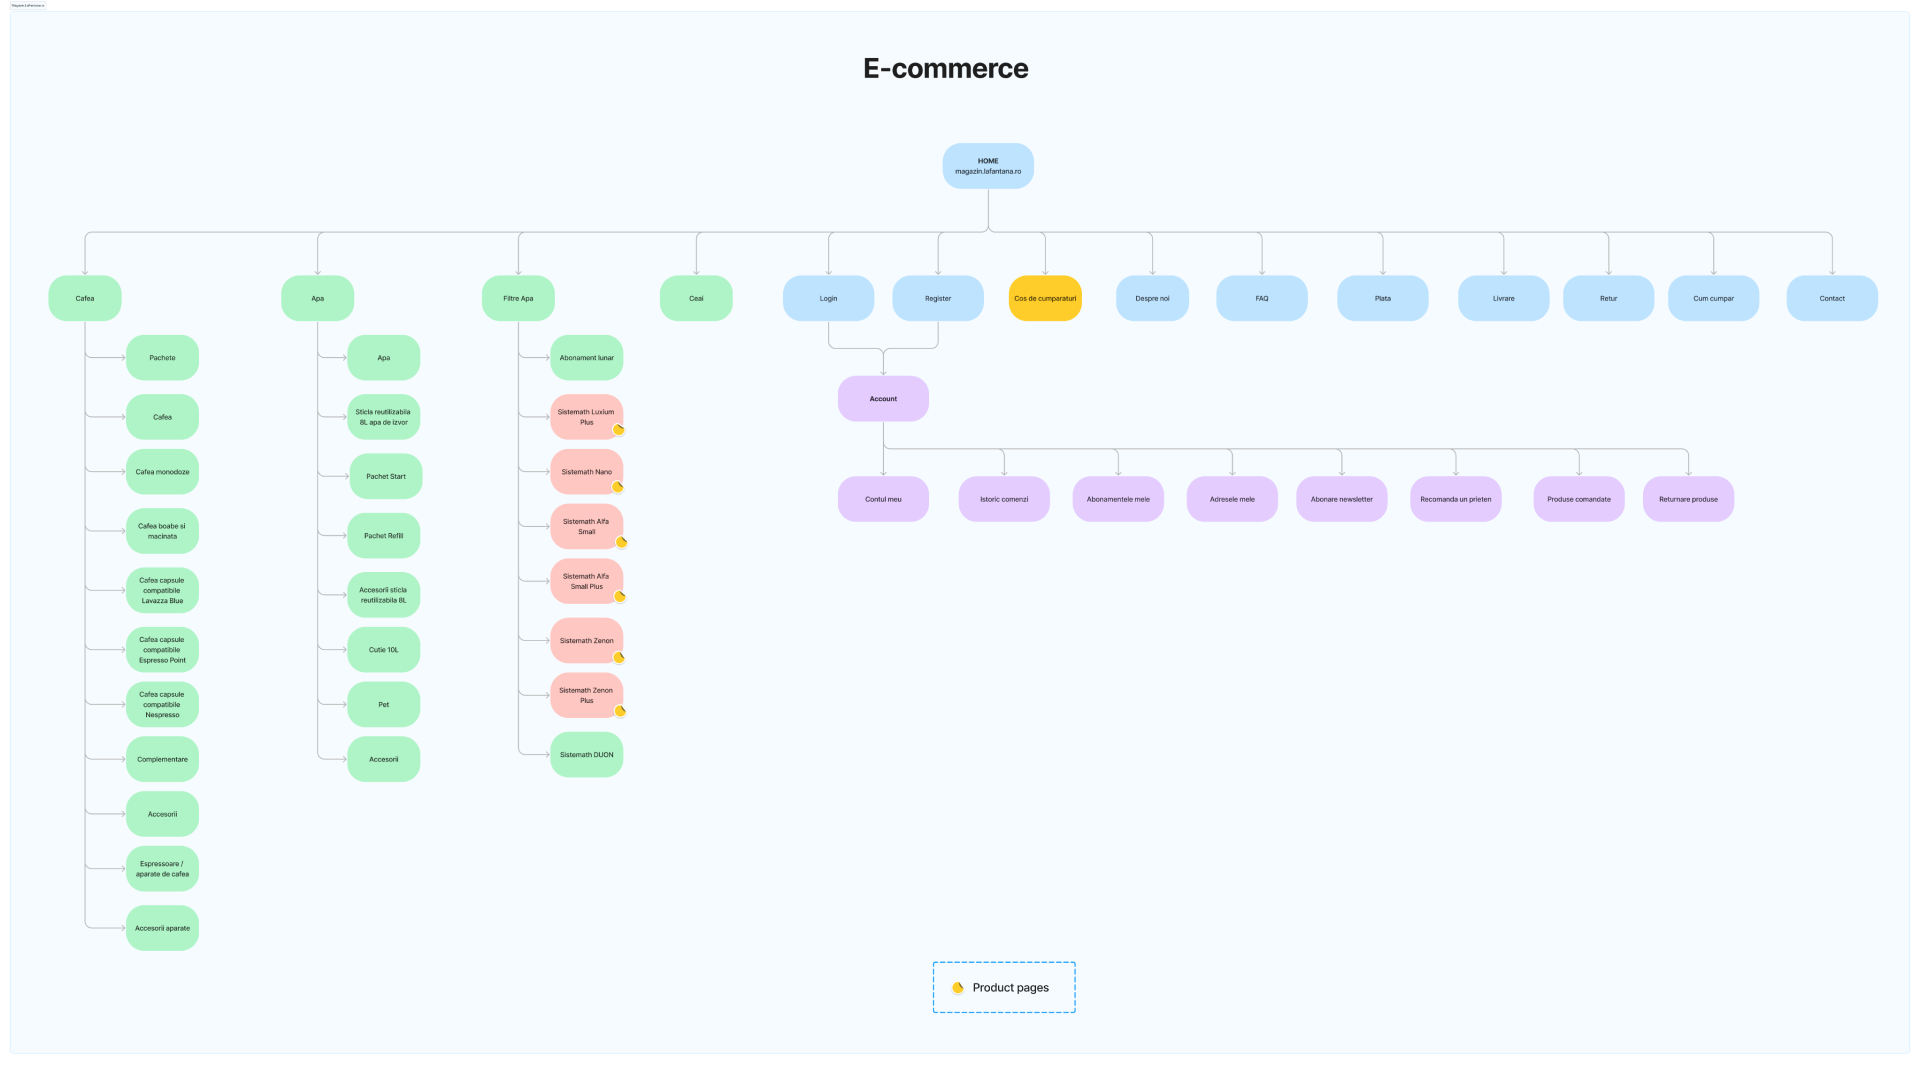 Magazin.Lafantana.ro
E-commerce
HOME
magazin.lafantana.ro
Cafea
Apa
Filtre Apa
Ceai
Login
Register
Cos de cumparaturi
Despre noi
FAQ
Plata
Livrare
Retur
Cum cumpar
Contact
Pachete
Cafea
Cafea monodoze
Cafea boabe si
macinata
Cafea capsule
compatibile
Lavazza Blue
Cafea capsule
compatibile
Espresso Point
Cafea capsule
compatibile
Nespresso
Complementare
Accesorii
Espressoare /
aparate de cafea
Accesorii aparate
Apa
Sticla reutilizabila
8L apa de izvor
Pachet Start
Pachet Refill
Accesorii sticla
reutilizabila 8L
Cutie 10L
Pet
Accesorii
Abonament lunar
Sistemath Luxium
Plus
Sistemath Nano
Sistemath Alfa
Small
Sistemath Alfa
Small Plus
Sistemath Zenon
Sistemath Zenon
Plus
Sistemath DUON
Account
Contul meu
Istoric comenzi
Abonamentele mele
Adresele mele
Abonare newsletter
Recomanda un prieten
Produse comandate
Returnare produse
Product pages